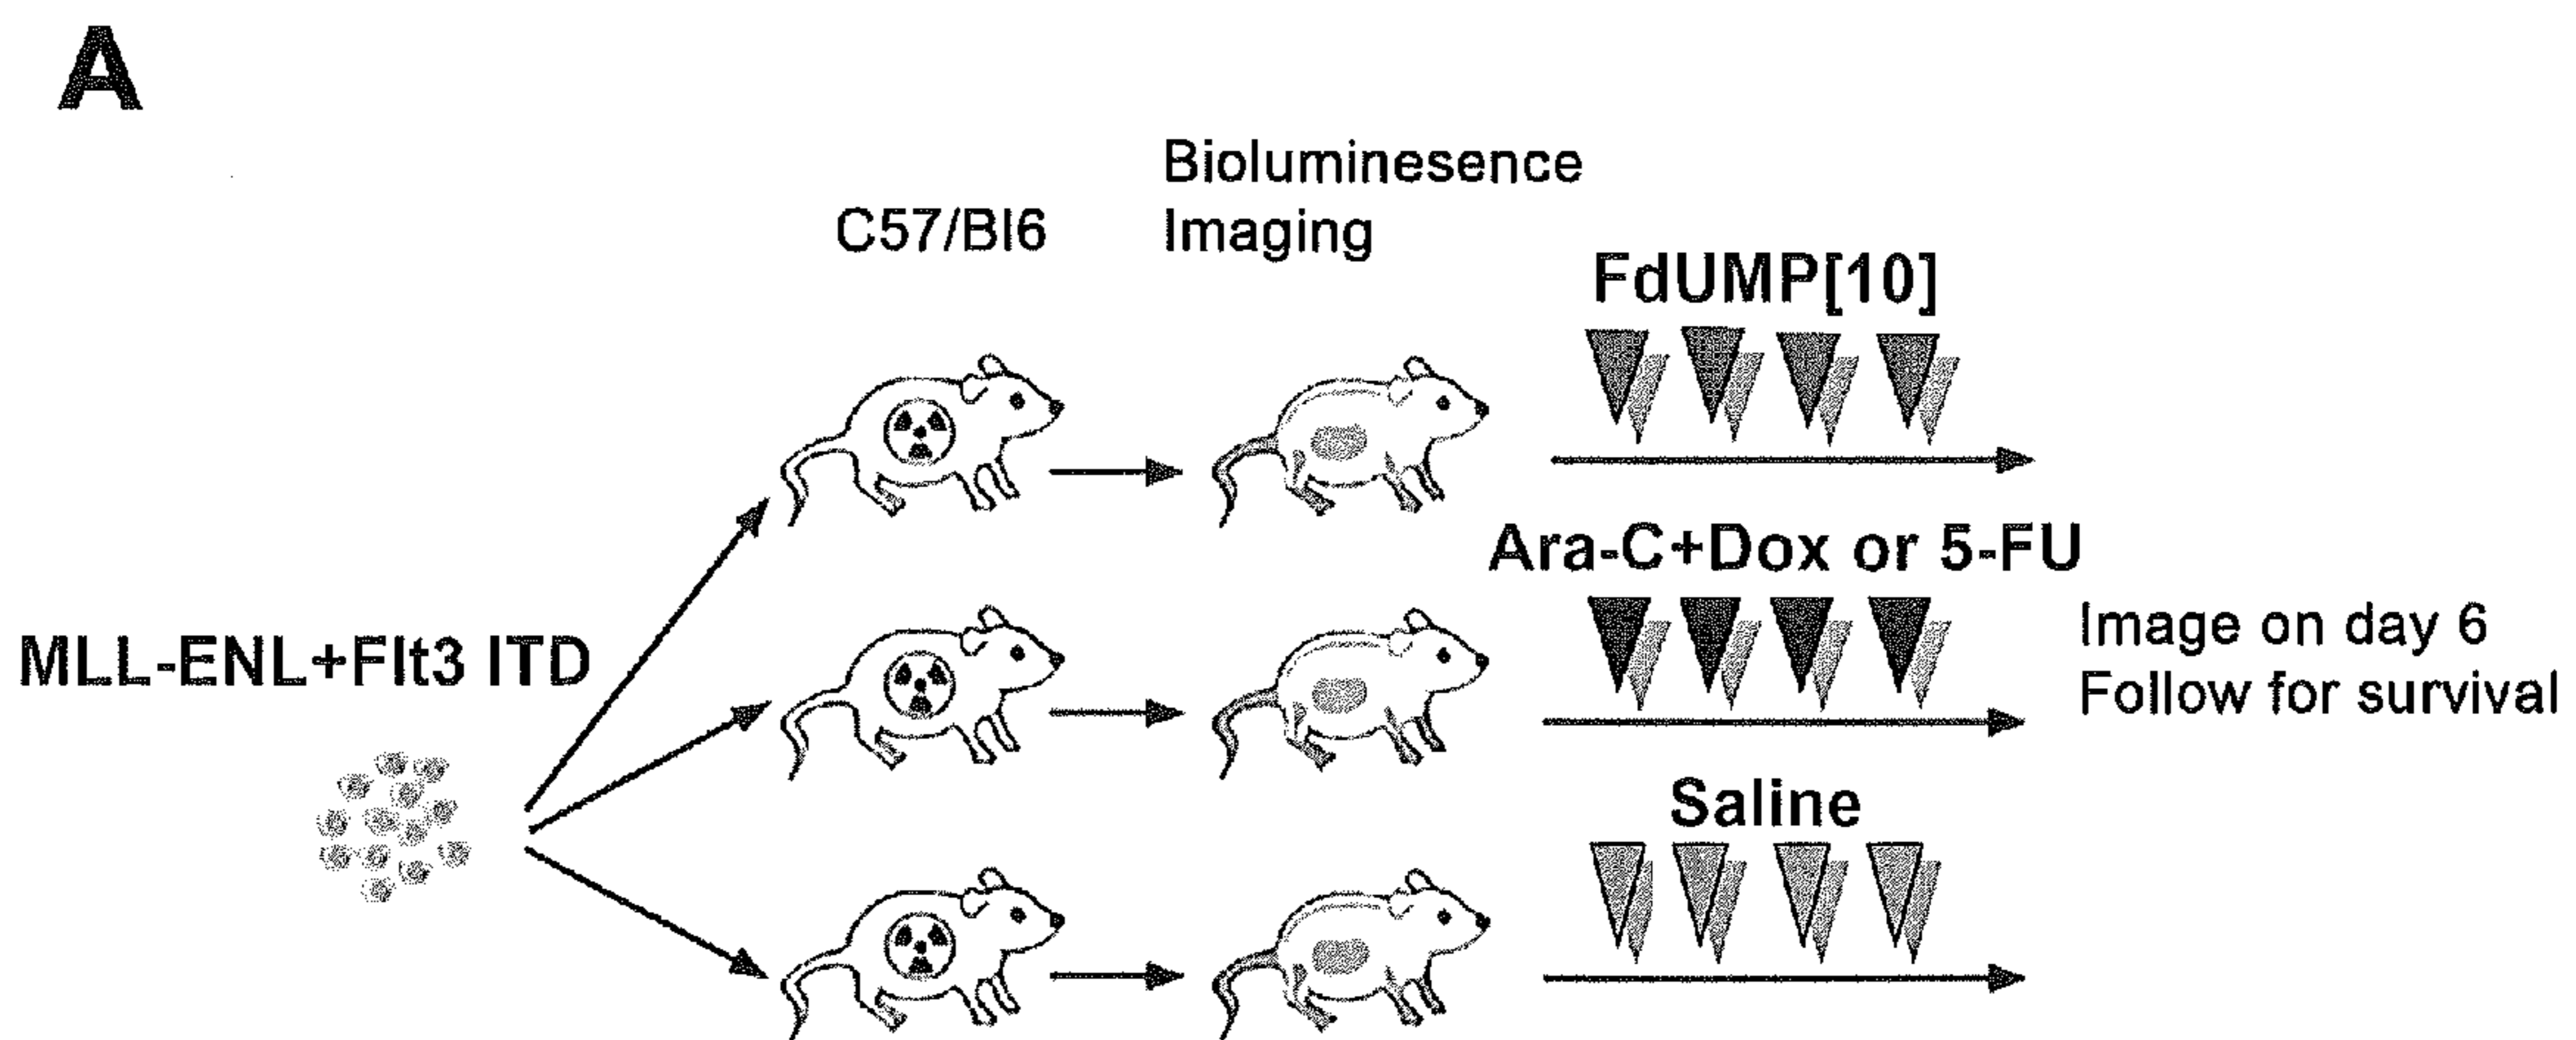 A
Bioluminesence
C57/Bl6 Imaging
FdUMP[10]
Ara-C+Dox or 5-FU
MLL-ENL+Flt3 ITD
Image on day 6
Follow for survival
Saline